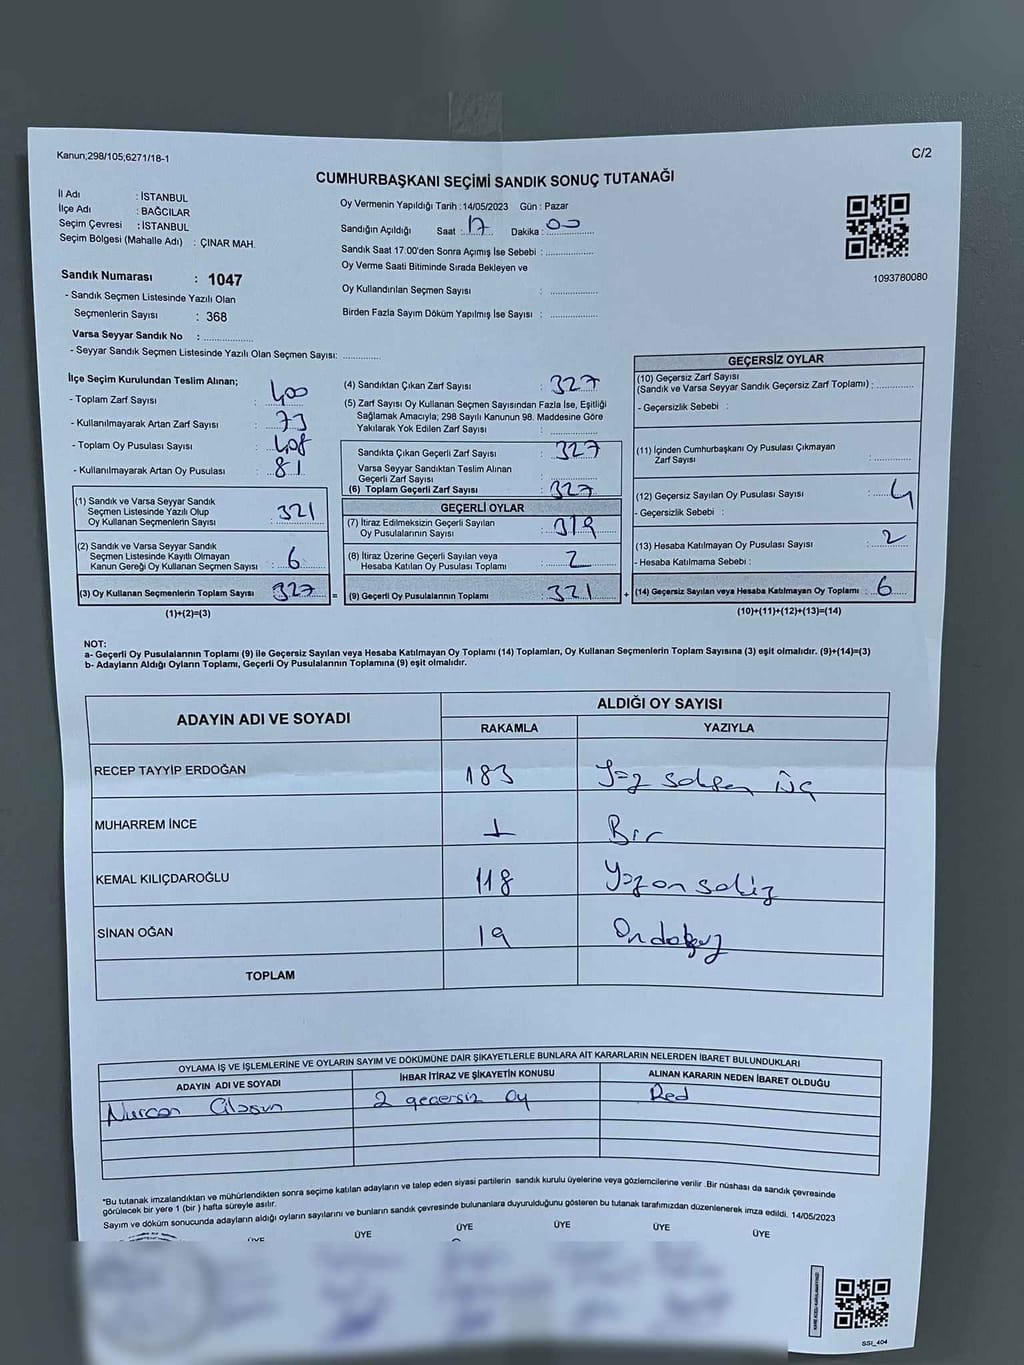 Kanun;298/105;6271/18-1
C/2
CUMHURBAŞKANI SEÇİMİ SANDIK SONUÇ TUTANAĞI
İl Adı : İSTANBUL
İlçe Adı : BAĞCILAR
Seçim Çevresi : İSTANBUL
Seçim Bölgesi (Mahalle Adı) : ÇINAR MAH.
Sandık Numarası : 1047
- Sandık Seçmen Listesinde Yazılı Olan
Seçmenlerin Sayısı : 368
Varsa Seyyar Sandık No : ..............
- Seyyar Sandık Seçmen Listesinde Yazılı Olan Seçmen Sayısı: ...........
Oy Vermenin Yapıldığı Tarih : 14/05/2023 Gün : Pazar
Sandığın Açıldığı Saat : 17 Dakika : 00
Sandık Saat 17:00'den Sonra Açımış İse Sebebi : ..............
Oy Verme Saati Bitiminde Sırada Bekleyen ve
Oy Kullandırılan Seçmen Sayısı : ..............
Birden Fazla Sayım Döküm Yapılmış İse Sayısı : ..............
1093780080
İlçe Seçim Kurulundan Teslim Alınan;
- Toplam Zarf Sayısı : 400
- Kullanılmayarak Artan Zarf Sayısı : 73
- Toplam Oy Pusulası Sayısı : 408
- Kullanılmayarak Artan Oy Pusulası : 81
(1) Sandık ve Varsa Seyyar Sandık
Seçmen Listesinde Yazılı Olup
Oy Kullanan Seçmenlerin Sayısı : 321
(2) Sandık ve Varsa Seyyar Sandık
Seçmen Listesinde Kayıtlı Olmayan
Kanun Gereği Oy Kullanan Seçmen Sayısı : 6
(3) Oy Kullanan Seçmenlerin Toplam Sayısı 327
(1)+(2)=(3)
(4) Sandıktan Çıkan Zarf Sayısı : 327
(5) Zarf Sayısı Oy Kullanan Seçmen Sayısından Fazla İse, Eşitliği
Sağlamak Amacıyla; 298 Sayılı Kanunun 98. Maddesine Göre
Yakılarak Yok Edilen Zarf Sayısı : ..............
Sandıkta Çıkan Geçerli Zarf Sayısı : 327
Varsa Seyyar Sandıktan Teslim Alınan
Geçerli Zarf Sayısı : ..............
(6) Toplam Geçerli Zarf Sayısı : 327
GEÇERLİ OYLAR
(7) İtiraz Edilmeksizin Geçerli Sayılan
Oy Pusulalarının Sayısı : 319
(8) İtiraz Üzerine Geçerli Sayılan veya
Hesaba Katılan Oy Pusulası Toplamı : 2
= (9) Geçerli Oy Pusulalarının Toplamı : 321 +
GEÇERSİZ OYLAR
(10) Geçersiz Zarf Sayısı
(Sandık ve Varsa Seyyar Sandık Geçersiz Zarf Toplamı) : ...........
- Geçersizlik Sebebi :
(11) İçinden Cumhurbaşkanı Oy Pusulası Çıkmayan
Zarf Sayısı : ...........
(12) Geçersiz Sayılan Oy Pusulası Sayısı : 4
- Geçersizlik Sebebi :
(13) Hesaba Katılmayan Oy Pusulası Sayısı : 2
- Hesaba Katılmama Sebebi :
(14) Geçersiz Sayılan veya Hesaba Katılmayan Oy Toplamı : 6
(10)+(11)+(12)+(13)=(14)
NOT:
a- Geçerli Oy Pusulalarının Toplamı (9) ile Geçersiz Sayılan veya Hesaba Katılmayan Oy Toplamı (14) Toplamları, Oy Kullanan Seçmenlerin Toplam Sayısına (3) eşit olmalıdır. (9)+(14)=(3)
b- Adayların Aldığı Oyların Toplamı, Geçerli Oy Pusulalarının Toplamına (9) eşit olmalıdır.
ADAYIN ADI VE SOYADI
ALDIĞI OY SAYISI
RAKAMLA YAZIYLA
RECEP TAYYİP ERDOĞAN 183 Yüz seksen üç
MUHARREM İNCE 1 Bir
KEMAL KILIÇDAROĞLU 118 Yüzonsekiz
SİNAN OĞAN 19 Ondokuz
TOPLAM
OYLAMA İŞ VE İŞLEMLERİNE VE OYLARIN SAYIM VE DÖKÜMÜNE DAİR ŞİKAYETLERLE BUNLARA AİT KARARLARIN NELERDEN İBARET BULUNDUKLARI
ADAYIN ADI VE SOYADI İHBAR İTİRAZ VE ŞİKAYETİN KONUSU ALINAN KARARIN NEDEN İBARET OLDUĞU
Nurcan 2 geçersiz oy Red
"Bu tutanak imzalandıktan ve mühürlendikten sonra seçime katılan adayların ve talep eden siyasi partilerin sandık kurulu üyelerine veya gözlemcilerine verilir .Bir nüshası da sandık çevresinde
görülecek bir yere 1 (bir ) hafta süreyle asılır.
Sayım ve döküm sonucunda adayların aldığı oyların sayılarını ve bunların sandık çevresinde bulunanlara duyurulduğunu gösteren bu tutanak tarafımızdan düzenlenerek imza edildi. 14/05/2023
ÜYE ÜYE ÜYE ÜYE ÜYE ÜYE
SSI_404